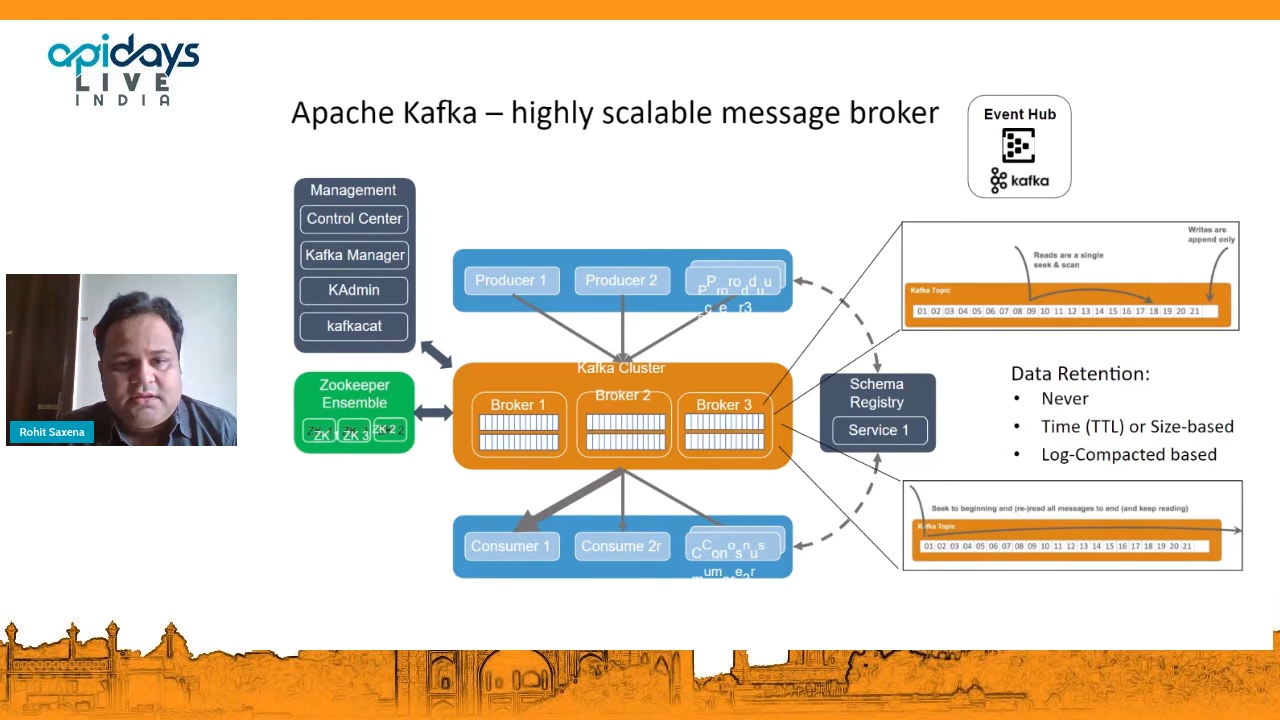 apidays
LIVE
INDIA
Apache Kafka – highly scalable message broker
Event Hub
kafka
Management
Control Center
Kafka Manager
KAdmin
kafkacat
Zookeeper
Ensemble
ZK 1
ZK 3
ZK 2
Producer 1
Producer 2
Kafka Cluster
Broker 1
Broker 2
Broker 3
Consumer 1
Consume 2r
Schema
Registry
Service 1
Writes are
append only
Reads are a single
seek & scan
Kafka Topic
01 02 03 04 05 06 07 08 09 10 11 12 13 14 15 16 17 18 19 20 21
Data Retention:
• Never
• Time (TTL) or Size-based
• Log-Compacted based
Seek to beginning and (re-)read all messages to end (and keep reading)
Kafka Topic
01 02 03 04 05 06 07 08 09 10 11 12 13 14 15 16 17 18 19 20 21
Rohit Saxena